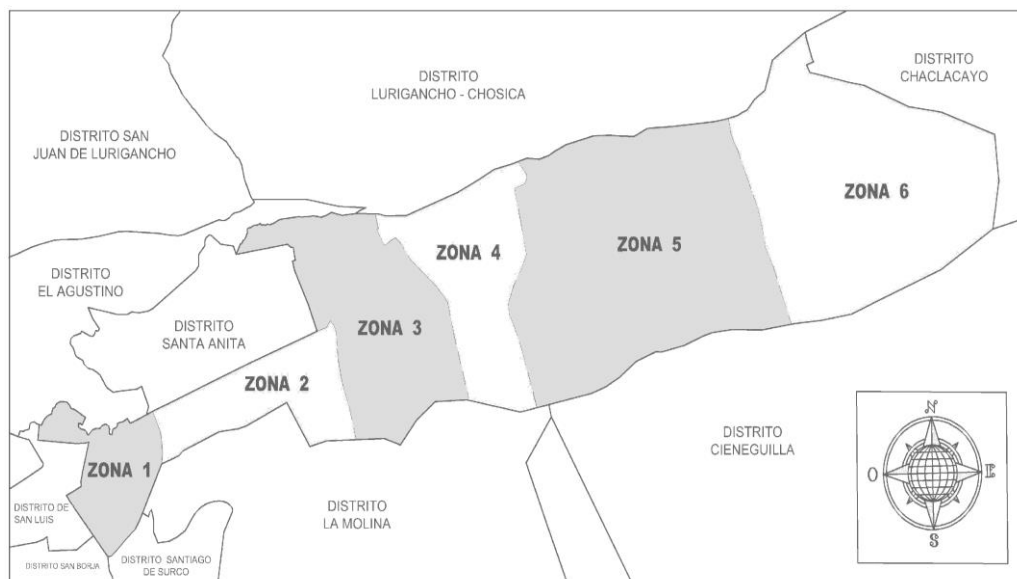 DISTRITO
CHACLACAYO
DISTRITO
LURIGANCHO - CHOSICA
DISTRITO SAN
JUAN DE LURIGANCHO
ZONA 6
ZONA 5
ZONA 4
DISTRITO
EL AGUSTINO
DISTRITO
SANTA ANITA
ZONA 3
ZONA 2
ZONA 1
DISTRITO
CIENEGUILLA
DISTRITO
LA MOLINA
DISTRITO DE
SAN LUIS
DISTRITO SAN BORJA
DISTRITO SANTIAGO
DE SURCO
N
O
E
S